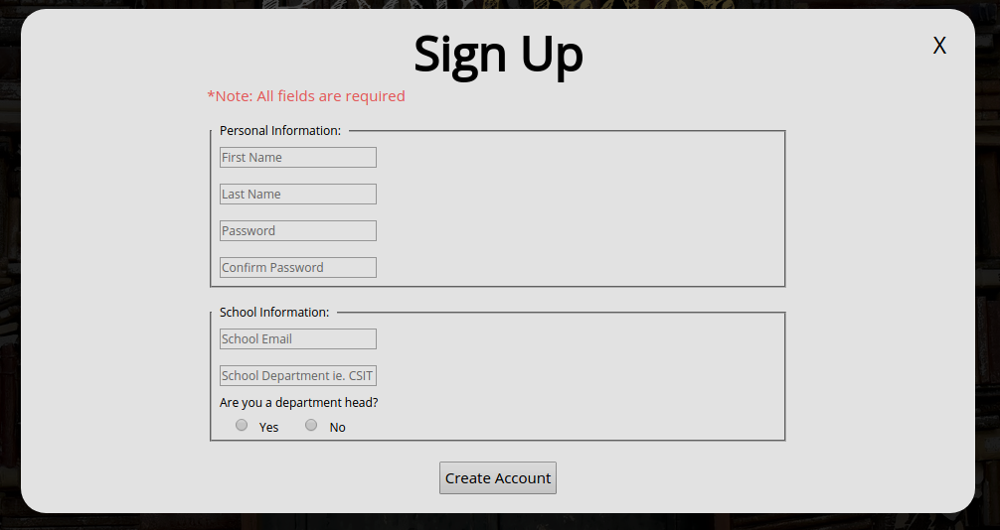 Sign Up
X
*Note: All fields are required
Personal Information:
First Name
Last Name
Password
Confirm Password
School Information:
School Email
School Department ie. CSIT
Are you a department head?
Yes No
Create Account